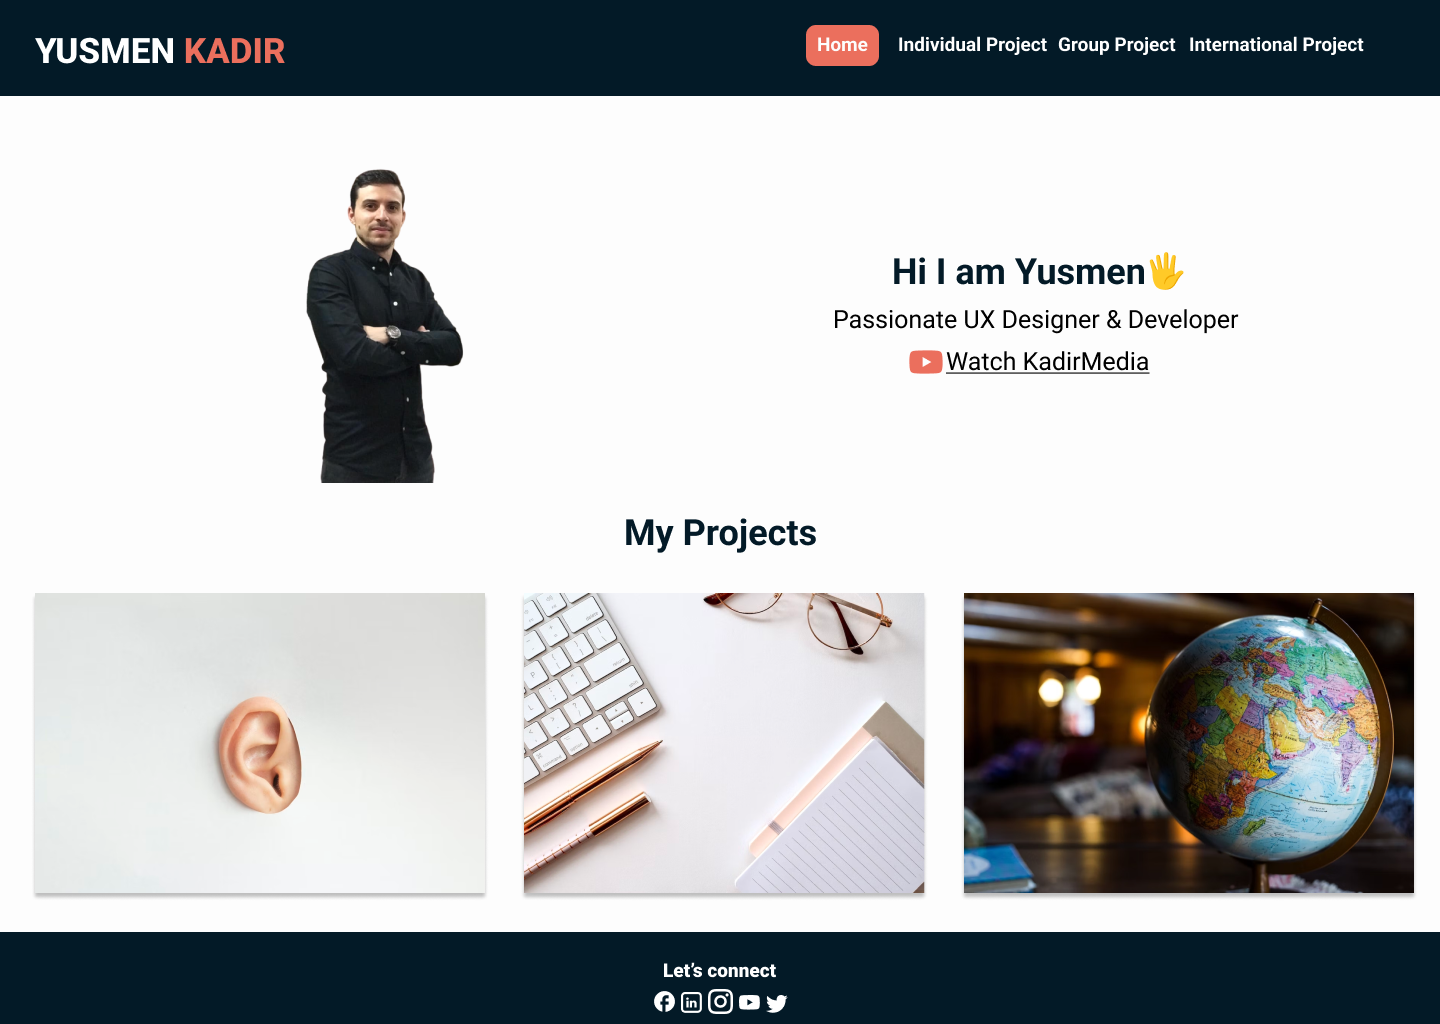 YUSMEN KADIR
Home Individual Project Group Project International Project
Hi I am Yusmen🖐
Passionate UX Designer & Developer
Watch KadirMedia
My Projects
Let’s connect